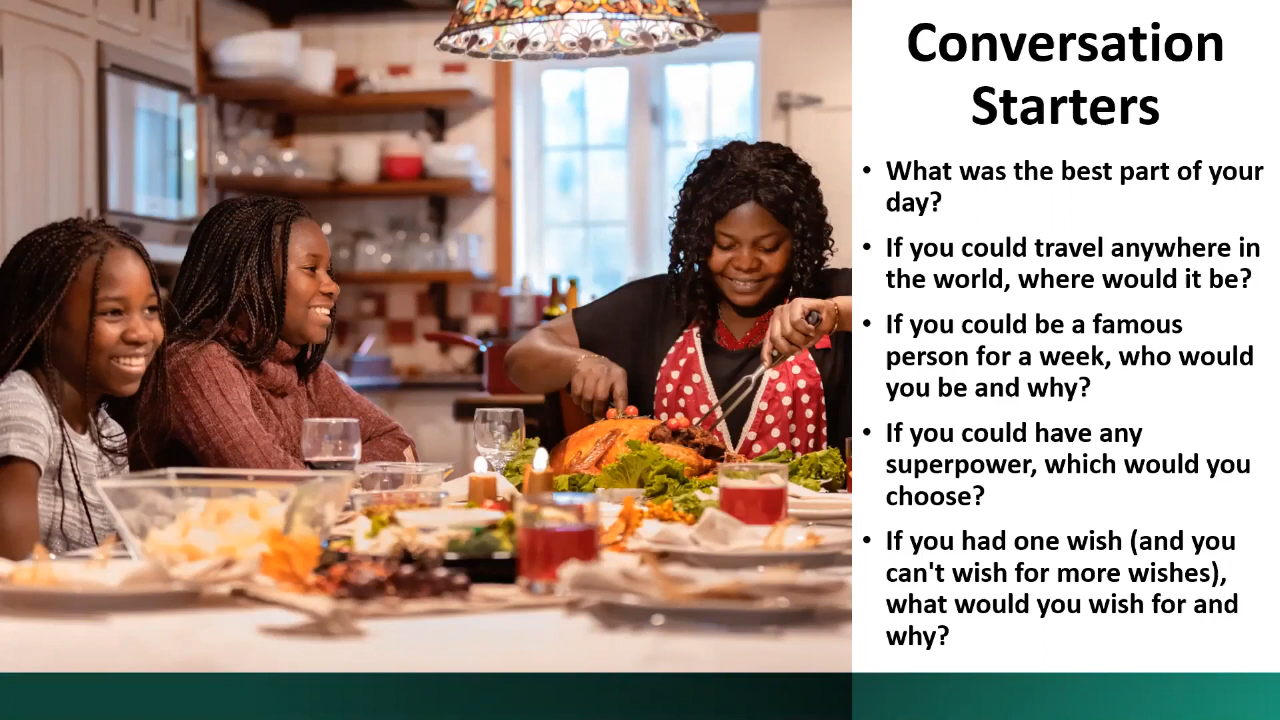 Conversation
Starters
• What was the best part of your
day?
• If you could travel anywhere in
the world, where would it be?
• If you could be a famous
person for a week, who would
you be and why?
• If you could have any
superpower, which would you
choose?
• If you had one wish (and you
can't wish for more wishes),
what would you wish for and
why?